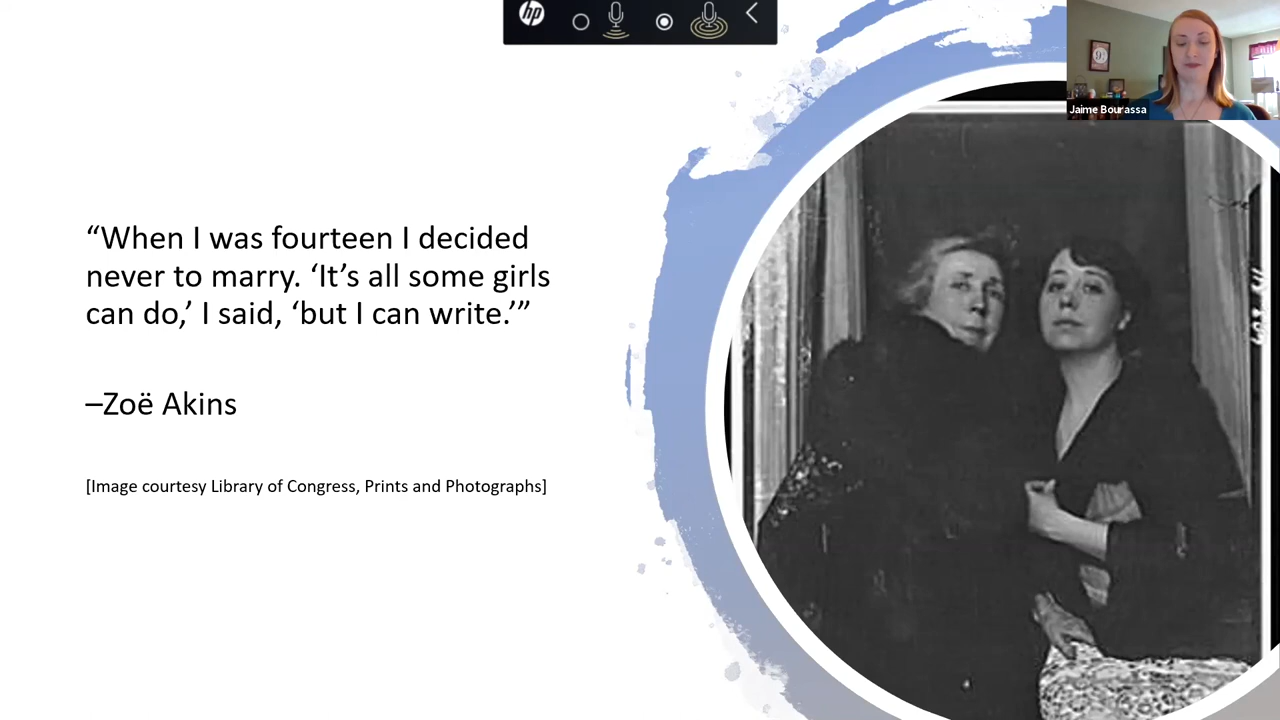 hp
Jaime Bourassa
“When I was fourteen I decided
never to marry. ‘It’s all some girls
can do,’ I said, ‘but I can write.’”
–Zoë Akins
[Image courtesy Library of Congress, Prints and Photographs]